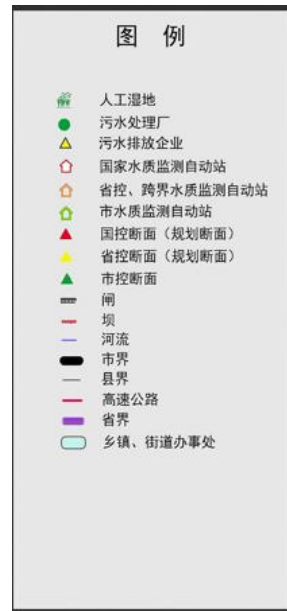 图 例
人工湿地
污水处理厂
污水排放企业
国家水质监测自动站
省控、跨界水质监测自动站
市水质监测自动站
国控断面（规划断面）
省控断面（规划断面）
市控断面
闸
坝
河流
市界
县界
高速公路
省界
乡镇、街道办事处